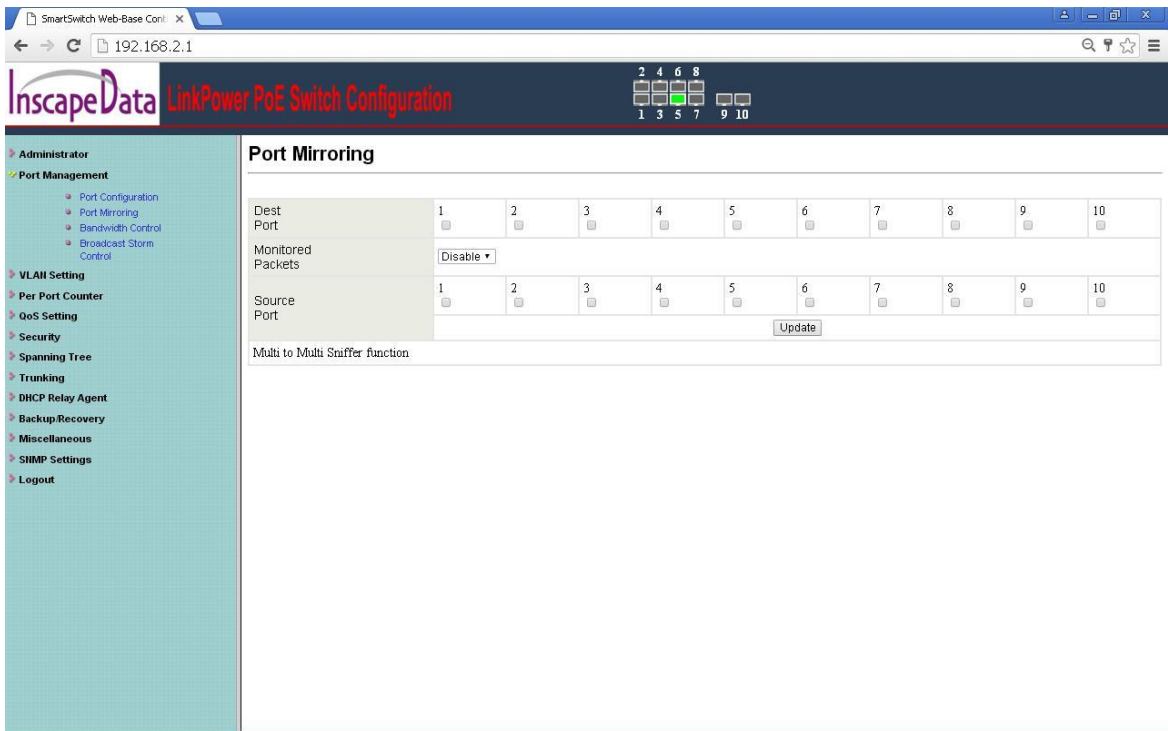 SmartSwitch Web-Base Cont
192.168.2.1
InscapeData LinkPower PoE Switch Configuration
2 4 6 8
1 3 5 7 9 10
Administrator
Port Management
Port Configuration
Port Mirroring
Bandwidth Control
Broadcast Storm
Control
VLAN Setting
Per Port Counter
QoS Setting
Security
Spanning Tree
Trunking
DHCP Relay Agent
Backup/Recovery
Miscellaneous
SNMP Settings
Logout
Port Mirroring
Dest
Port
1 2 3 4 5 6 7 8 9 10
Monitored
Packets
Disable
Source
Port
1 2 3 4 5 6 7 8 9 10
Update
Multi to Multi Sniffer function